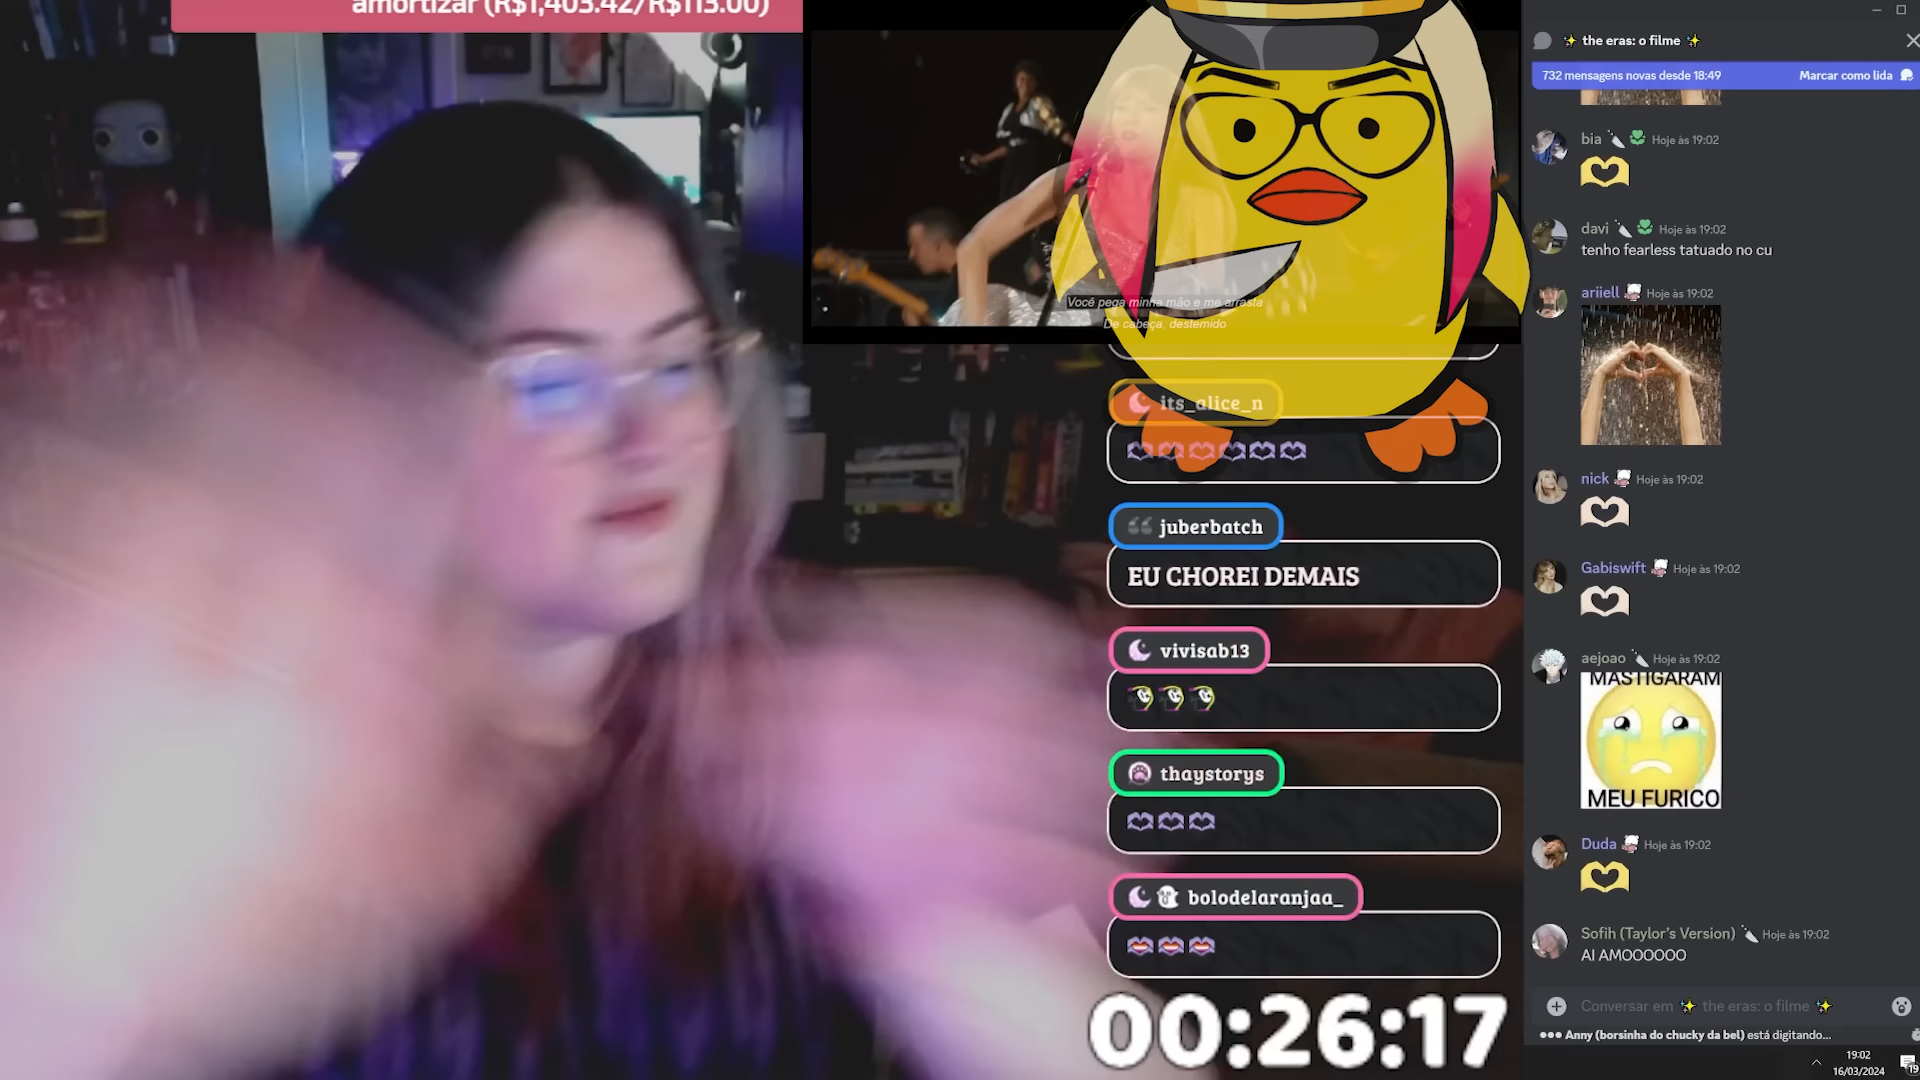 amortizar (R$1,403.42/R$113.00)
Você pega minha mão e me arrasta
De cabeça, destemido
its_alice_n
juberbatch
EU CHOREI DEMAIS
vivisab13
thaystorys
bolodelaranjaa_
00:26:17
the eras: o filme
732 mensagens novas desde 18:49 Marcar como lida
bia Hoje às 19:02
davi Hoje às 19:02
tenho fearless tatuado no cu
ariiell Hoje às 19:02
nick Hoje às 19:02
Gabiswift Hoje às 19:02
aejoao Hoje às 19:02
MASTIGARAM
MEU FURICO
Duda Hoje às 19:02
Sofih (Taylor's Version) Hoje às 19:02
AI AMOOOOOO
Conversar em the eras: o filme
Anny (borsinha do chucky da bel) está digitando...
19:02
16/03/2024
19